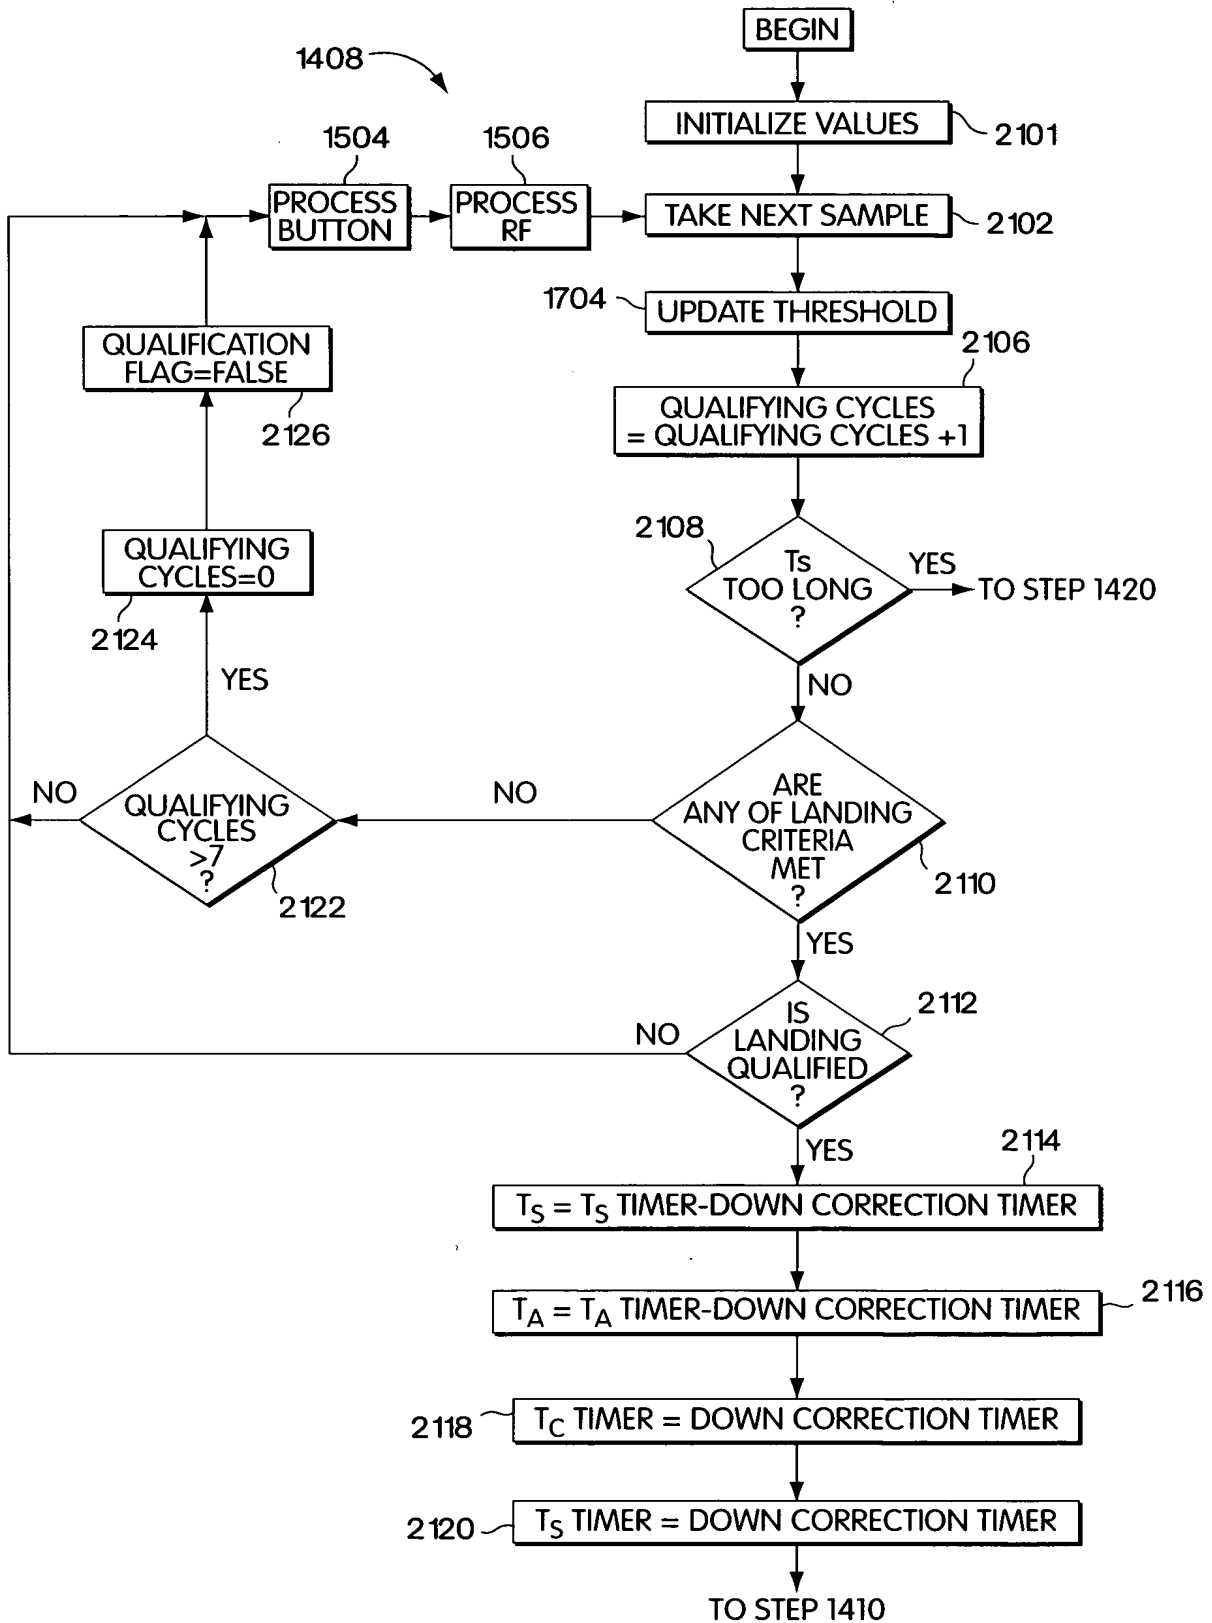 BEGIN
1408
INITIALIZE VALUES
2101
1504
1506
PROCESS
BUTTON
PROCESS
RF
TAKE NEXT SAMPLE
2102
1704
UPDATE THRESHOLD
QUALIFICATION
FLAG=FALSE
2126
2106
QUALIFYING CYCLES
= QUALIFYING CYCLES +1
2108
Ts
TOO LONG
?
YES
TO STEP 1420
QUALIFYING
CYCLES=0
2124
YES
NO
NO
QUALIFYING
CYCLES
>7
?
2122
NO
ARE
ANY OF LANDING
CRITERIA
MET
?
2110
YES
NO
IS
LANDING
QUALIFIED
?
2112
YES
2114
TS = TS TIMER-DOWN CORRECTION TIMER
TA = TA TIMER-DOWN CORRECTION TIMER
2116
2118
TC TIMER = DOWN CORRECTION TIMER
2120
TS TIMER = DOWN CORRECTION TIMER
TO STEP 1410